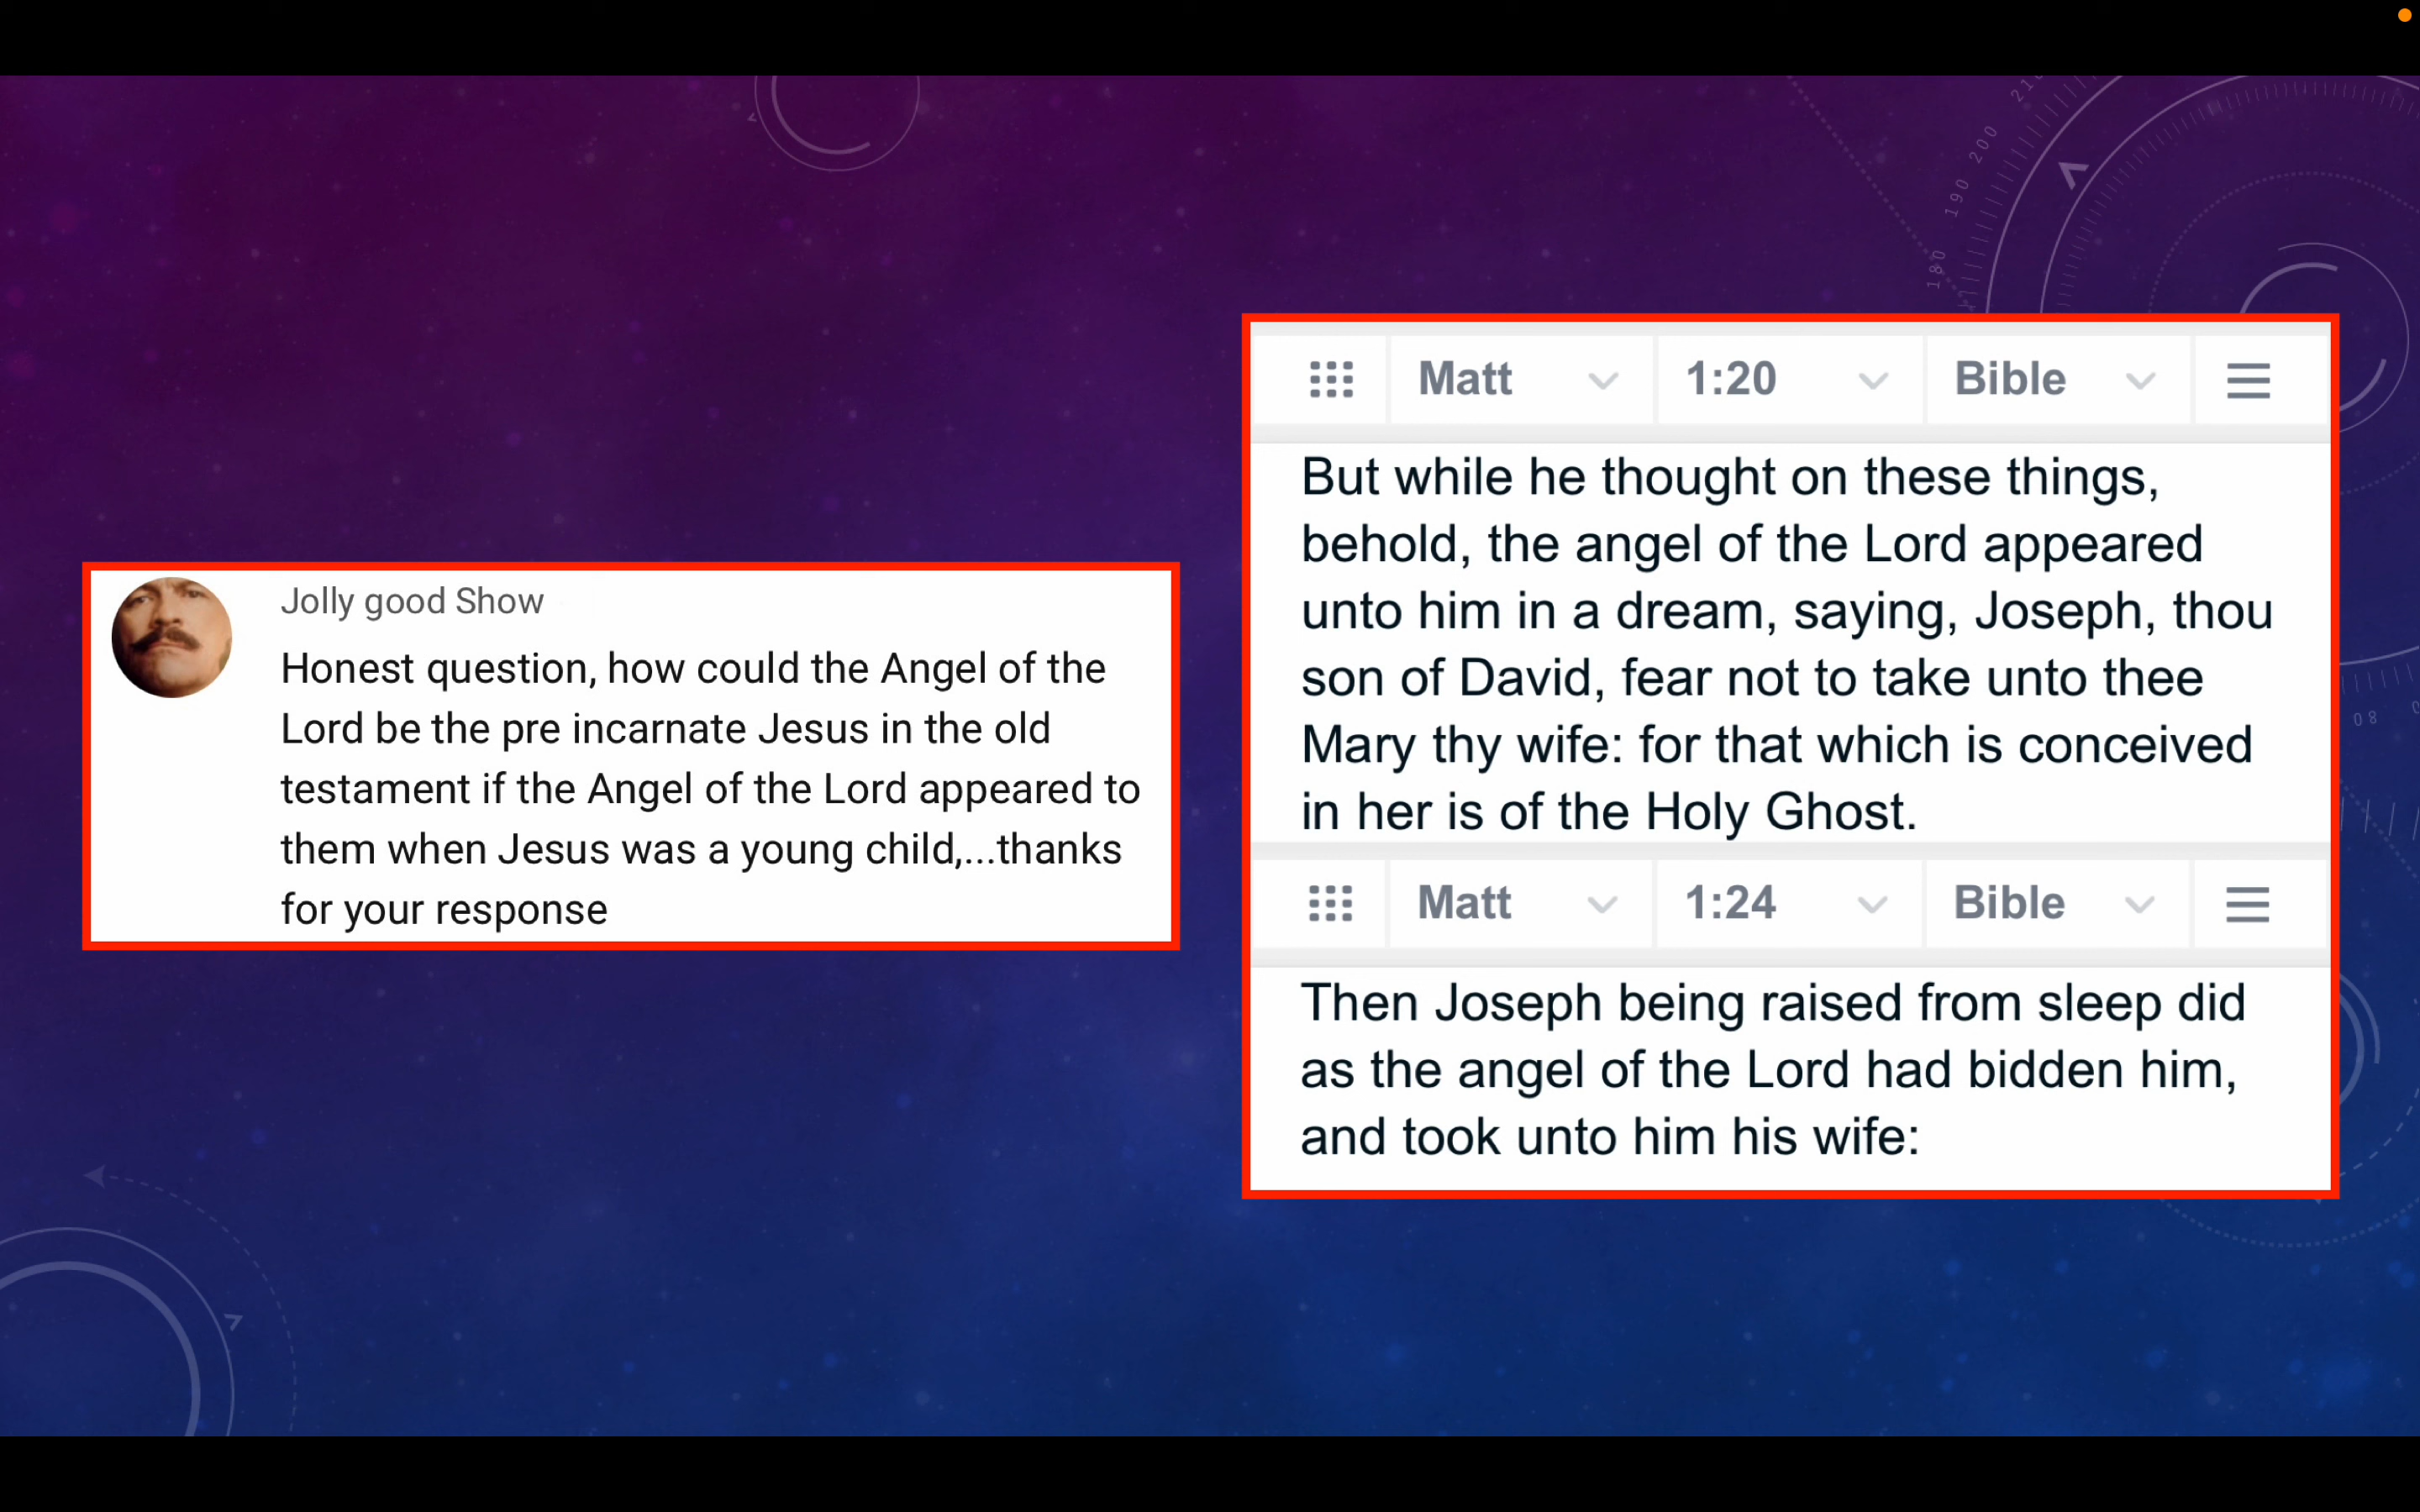 Jolly good Show
Honest question, how could the Angel of the
Lord be the pre incarnate Jesus in the old
testament if the Angel of the Lord appeared to
them when Jesus was a young child,...thanks
for your response
Matt 1:20 Bible
But while he thought on these things,
behold, the angel of the Lord appeared
unto him in a dream, saying, Joseph, thou
son of David, fear not to take unto thee
Mary thy wife: for that which is conceived
in her is of the Holy Ghost.
Matt 1:24 Bible
Then Joseph being raised from sleep did
as the angel of the Lord had bidden him,
and took unto him his wife:
180 190 200
80